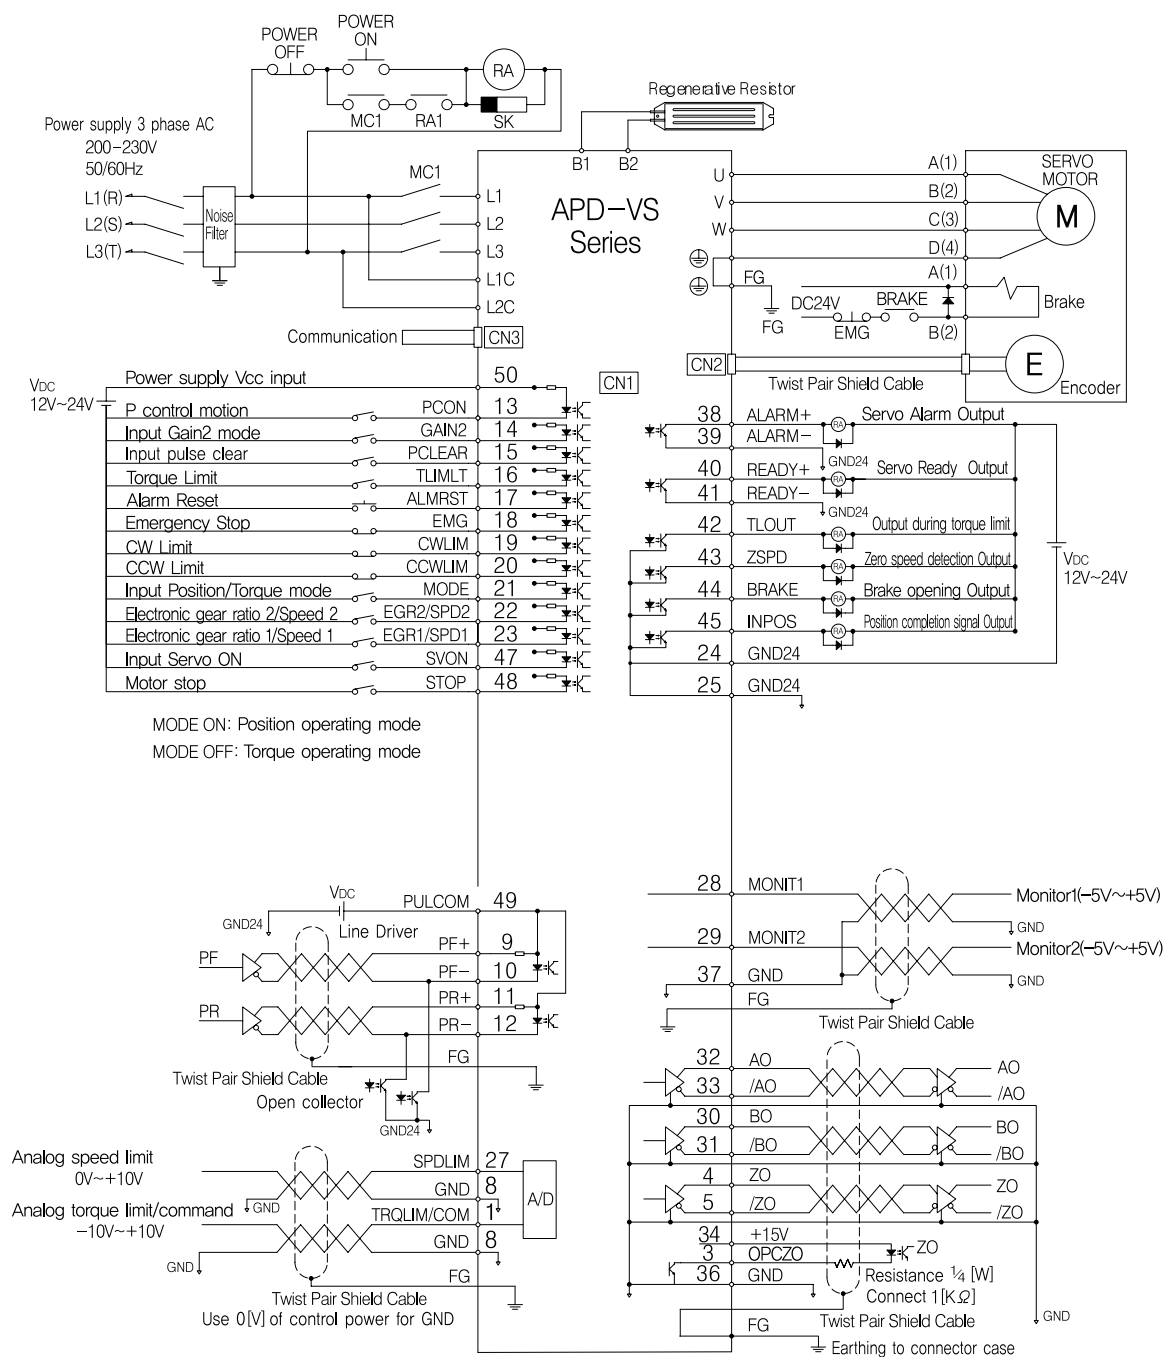 POWER
OFF
POWER
ON
RA
MC1
RA1
SK
Regenerative Resistor
B1
B2
Power supply 3 phase AC
200-230V
50/60Hz
L1(R)
L2(S)
L3(T)
Noise
Filter
MC1
L1
L2
L3
L1C
L2C
APD-VS
Series
U
V
W
FG
FG
A(1)
B(2)
C(3)
D(4)
A(1)
B(2)
SERVO
MOTOR
M
DC24V
EMG
BRAKE
Brake
Communication
CN3
CN2
Twist Pair Shield Cable
E
Encoder
CN1
VDC
12V~24V
Power supply Vcc input 50
P control motion PCON 13
Input Gain2 mode GAIN2 14
Input pulse clear PCLEAR 15
Torque Limit TLIMLT 16
Alarm Reset ALMRST 17
Emergency Stop EMG 18
CW Limit CWLIM 19
CCW Limit CCWLIM 20
Input Position/Torque mode MODE 21
Electronic gear ratio 2/Speed 2 EGR2/SPD2 22
Electronic gear ratio 1/Speed 1 EGR1/SPD1 23
Input Servo ON SVON 47
Motor stop STOP 48
MODE ON: Position operating mode
MODE OFF: Torque operating mode
38 ALARM+ RA Servo Alarm Output
39 ALARM- GND24
40 READY+ RA Servo Ready Output
41 READY- GND24
42 TLOUT RA Output during torque limit
43 ZSPD RA Zero speed detection Output
44 BRAKE RA Brake opening Output
45 INPOS RA Position completion signal Output
24 GND24
25 GND24
VDC
12V~24V
VDC
GND24
PULCOM 49
Line Driver
PF
PF+ 9
PF- 10
PR
PR+ 11
PR- 12
FG
Twist Pair Shield Cable
Open collector
GND24
Analog speed limit
0V~+10V
SPDLIM 27
GND
GND 8
A/D
Analog torque limit/command
-10V~+10V
TRQLIM/COM 1
GND
GND 8
FG
Twist Pair Shield Cable
Use 0[V] of control power for GND
28 MONIT1 Monitor1(-5V~+5V)
GND
29 MONIT2 Monitor2(-5V~+5V)
37 GND GND
FG
Twist Pair Shield Cable
32 AO AO
33 /AO /AO
30 BO BO
31 /BO /BO
4 ZO ZO
5 /ZO /ZO
34 +15V
ZO
3 OPCZO
36 GND
Resistance 1/4 [W]
Connect 1[KΩ]
Twist Pair Shield Cable
GND
FG
Earthing to connector case